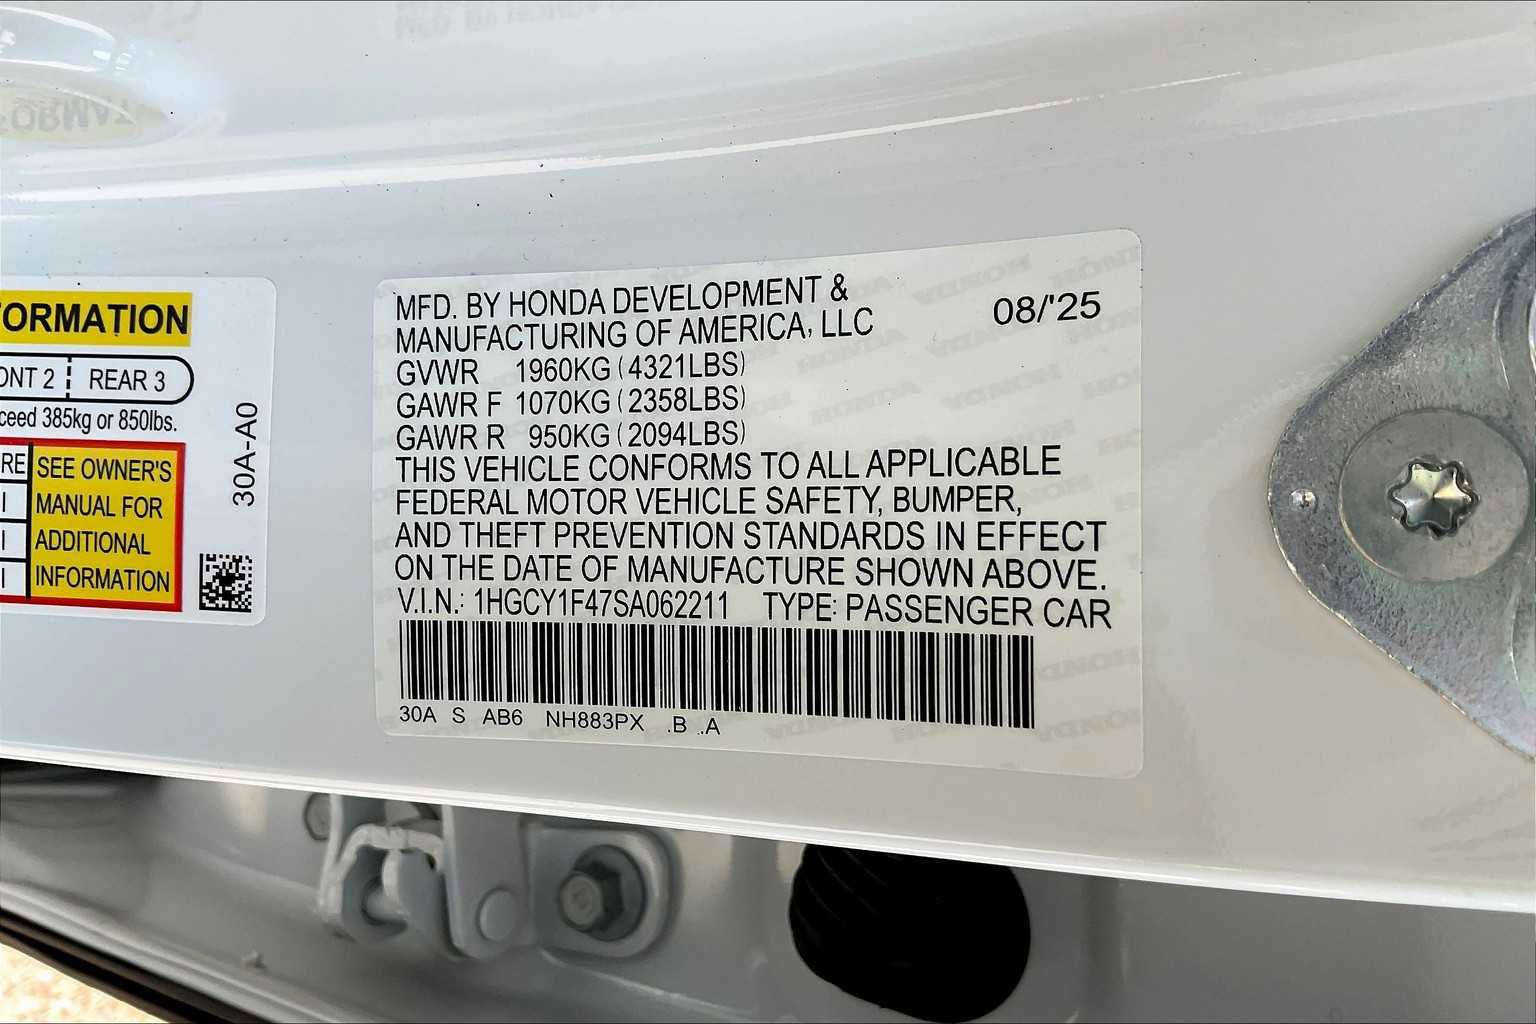 FORMATION
ONT 2 REAR 3
ceed 385kg or 850lbs.
RE
SEE OWNER'S
MANUAL FOR
ADDITIONAL
INFORMATION
30A-A0
MFD. BY HONDA DEVELOPMENT &
MANUFACTURING OF AMERICA, LLC
08/'25
GVWR 1960KG (4321LBS)
GAWR F 1070KG (2358LBS)
GAWR R 950KG (2094LBS)
THIS VEHICLE CONFORMS TO ALL APPLICABLE
FEDERAL MOTOR VEHICLE SAFETY, BUMPER,
AND THEFT PREVENTION STANDARDS IN EFFECT
ON THE DATE OF MANUFACTURE SHOWN ABOVE.
V.I.N.: 1HGCY1F47SA062211 TYPE: PASSENGER CAR
30A S AB6 NH883PX .B .A
HONDA